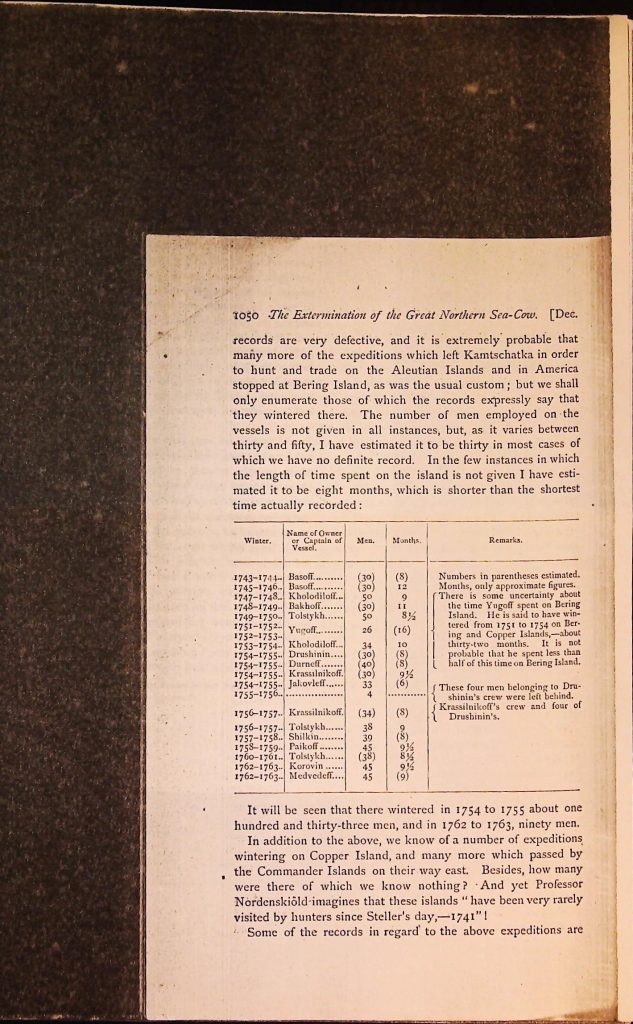 1050 The Extermination of the Great Northern Sea-Cow. [Dec.
records are very defective, and it is extremely probable that
many more of the expeditions which left Kamtschatka in order
to hunt and trade on the Aleutian Islands and in America
stopped at Bering Island, as was the usual custom; but we shall
only enumerate those of which the records expressly say that
they wintered there. The number of men employed on the
vessels is not given in all instances, but, as it varies between
thirty and fifty, I have estimated it to be thirty in most cases of
which we have no definite record. In the few instances in which
the length of time spent on the island is not given I have esti-
mated it to be eight months, which is shorter than the shortest
time actually recorded:
Winter. Name of Owner or Captain of Vessel. Men. Months. Remarks.
1743-1744.. Basoff.......... (30) (8) Numbers in parentheses estimated.
1745-1746.. Basoff.......... (30) 12 Months, only approximate figures.
1747-1748.. Kholodiloff... 50 9 { There is some uncertainty about
1748-1749.. Bakhoff....... (30) 11 the time Yugoff spent on Bering
1749-1750.. Tolstykh...... 50 8½ Island. He is said to have win-
1751-1752.. tered from 1751 to 1754 on Ber-
1752-1753.. Yugoff......... 26 (16) ing and Copper Islands,—about
1753-1754.. Kholodiloff... 34 10 thirty-two months. It is not
1754-1755.. Drushinin.... (30) (8) probable that he spent less than
1754-1755.. Durneff....... (40) (8) half of this time on Bering Island.
1754-1755.. Krassilnikoff. (30) 9½
1754-1755.. Jakovleff...... 33 (6) { These four men belonging to Dru-
1755-1756.. .................. 4 ............ shinin's crew were left behind.
1756-1757.. Krassilnikoff. (34) (8) { Krassilnikoff's crew and four of Drushinin's.
1756-1757.. Tolstykh...... 38 9
1757-1758.. Shilkin........ 39 (8)
1758-1759.. Paikoff........ 45 9½
1760-1761.. Tolstykh...... (38) 8½
1762-1763.. Korovin...... 45 9½
1762-1763.. Medvedeff.... 45 (9)
It will be seen that there wintered in 1754 to 1755 about one
hundred and thirty-three men, and in 1762 to 1763, ninety men.
In addition to the above, we know of a number of expeditions
wintering on Copper Island, and many more which passed by
the Commander Islands on their way east. Besides, how many
were there of which we know nothing? And yet Professor
Nordenskiöld imagines that these islands "have been very rarely
visited by hunters since Steller's day,—1741"!
Some of the records in regard to the above expeditions are